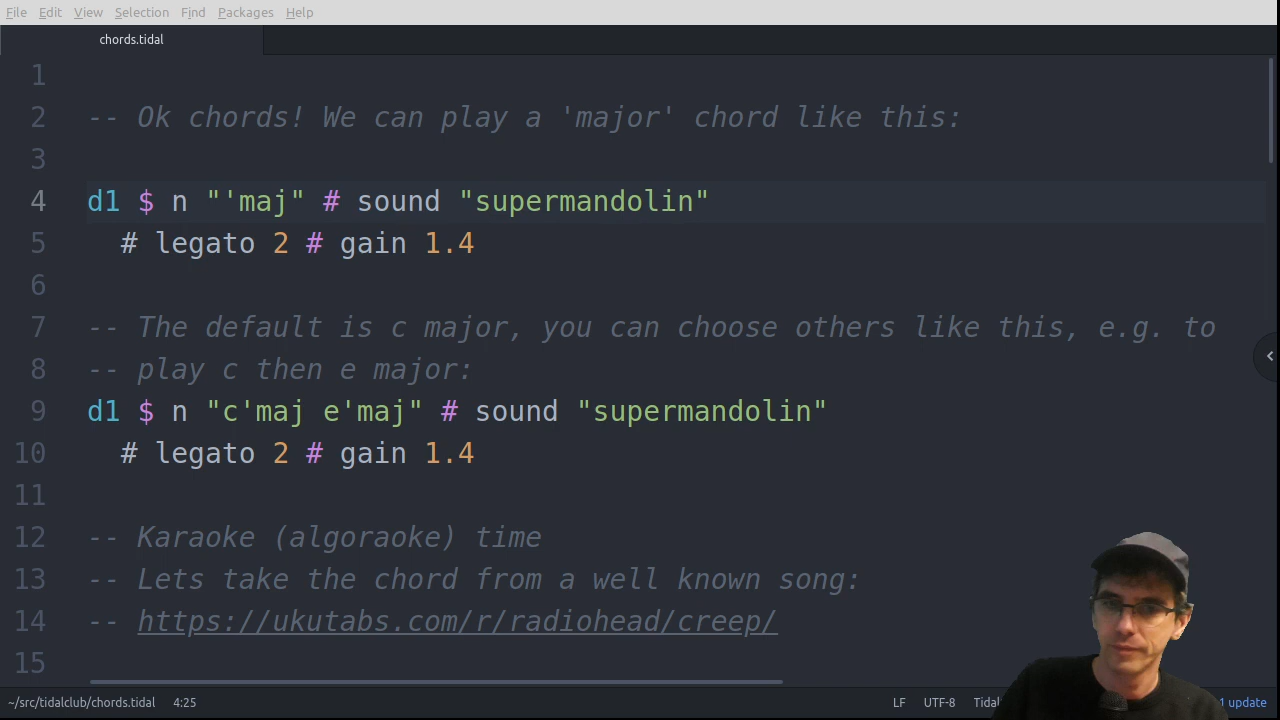 File Edit View Selection Find Packages Help
chords.tidal
1
2 -- Ok chords! We can play a 'major' chord like this:
3
4 d1 $ n "'maj" # sound "supermandolin"
5 # legato 2 # gain 1.4
6
7 -- The default is c major, you can choose others like this, e.g. to
8 -- play c then e major:
9 d1 $ n "c'maj e'maj" # sound "supermandolin"
10 # legato 2 # gain 1.4
11
12 -- Karaoke (algoraoke) time
13 -- Lets take the chord from a well known song:
14 -- https://ukutabs.com/r/radiohead/creep/
15
~/src/tidalclub/chords.tidal 4:25 LF UTF-8 Tidal 1 update